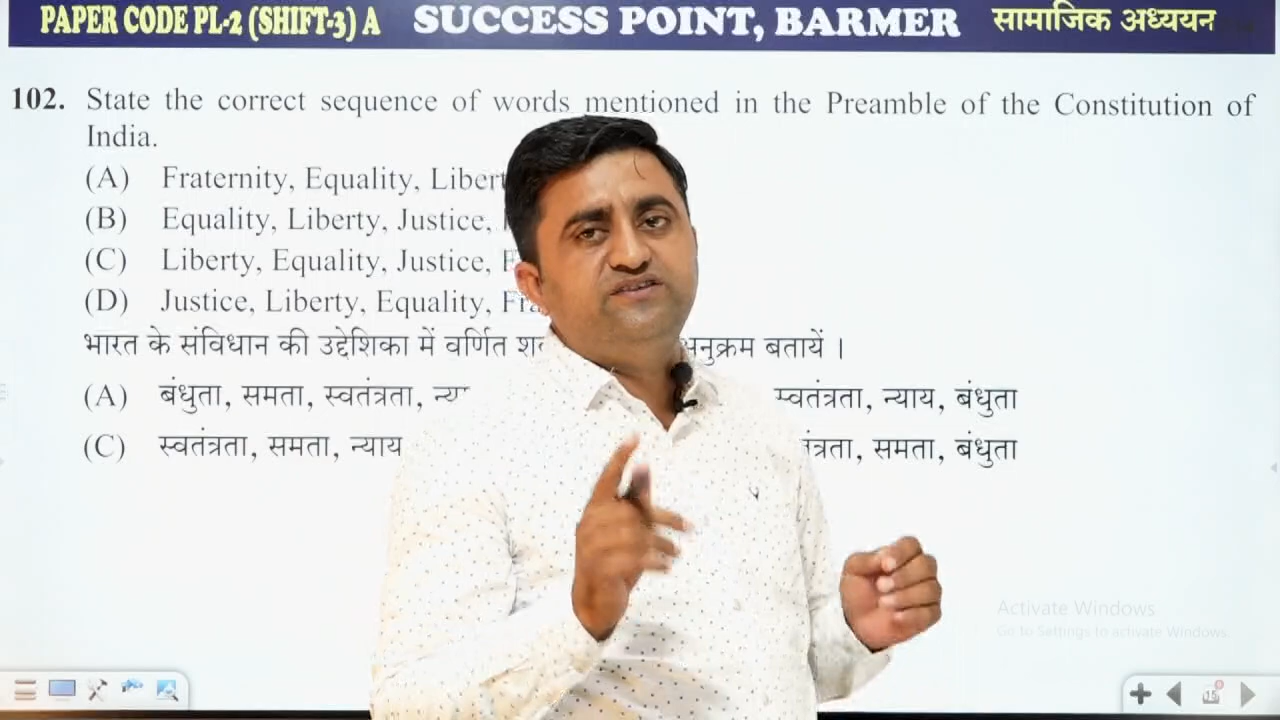 PAPER CODE PL-2 (SHIFT-3) A SUCCESS POINT, BARMER सामाजिक अध्ययन
102. State the correct sequence of words mentioned in the Preamble of the Constitution of
India.
(A) Fraternity, Equality,
(B) Equality, Liberty, Justice,
(C) Liberty, Equality, Justice,
(D) Justice, Liberty, Equality,
भारत के संविधान की उद्देशिका में वर्णित बतायें ।
(A) बंधुता, समता, स्वतंत्रता, स्वतंत्रता, न्याय, बंधुता
(C) स्वतंत्रता, समता, न्याय समता, बंधुता
Activate Windows
Go to Settings to activate Windows.
15